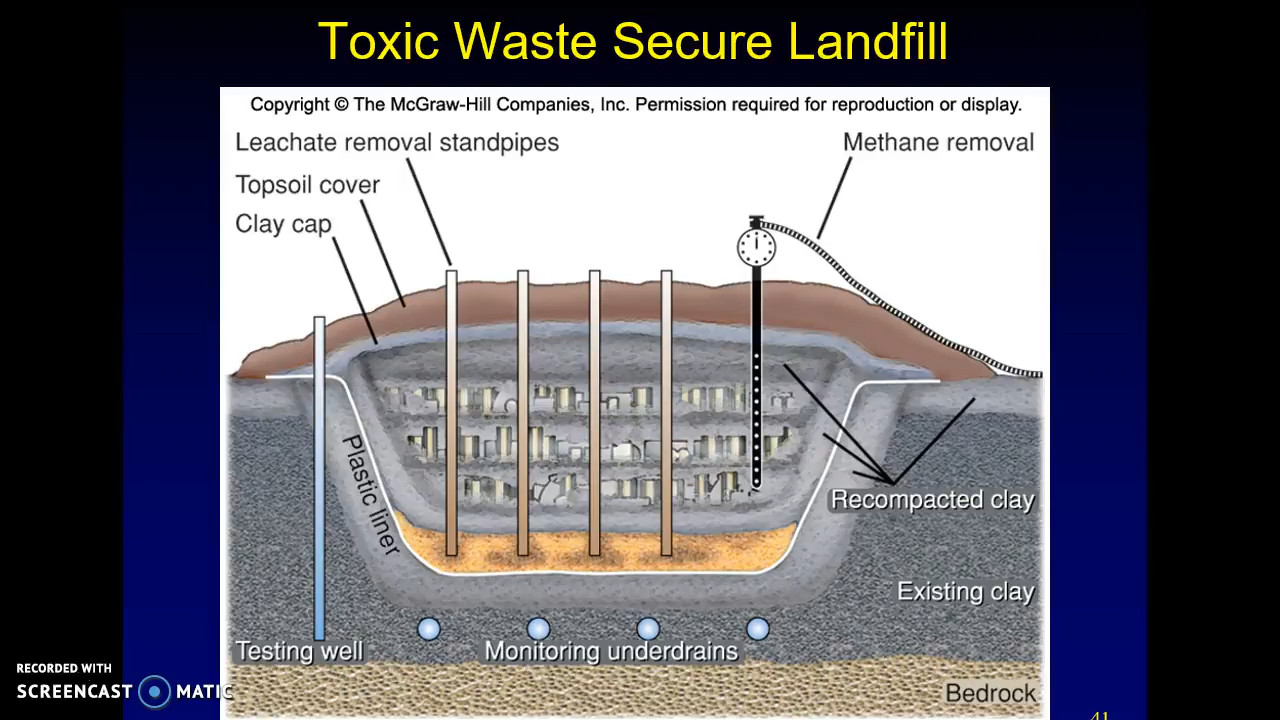 Toxic Waste Secure Landfill
Copyright © The McGraw-Hill Companies, Inc. Permission required for reproduction or display.
Leachate removal standpipes
Methane removal
Topsoil cover
Clay cap
Plastic liner
Recompacted clay
Existing clay
Testing well
Monitoring underdrains
Bedrock
RECORDED WITH
SCREENCAST MATIC
41